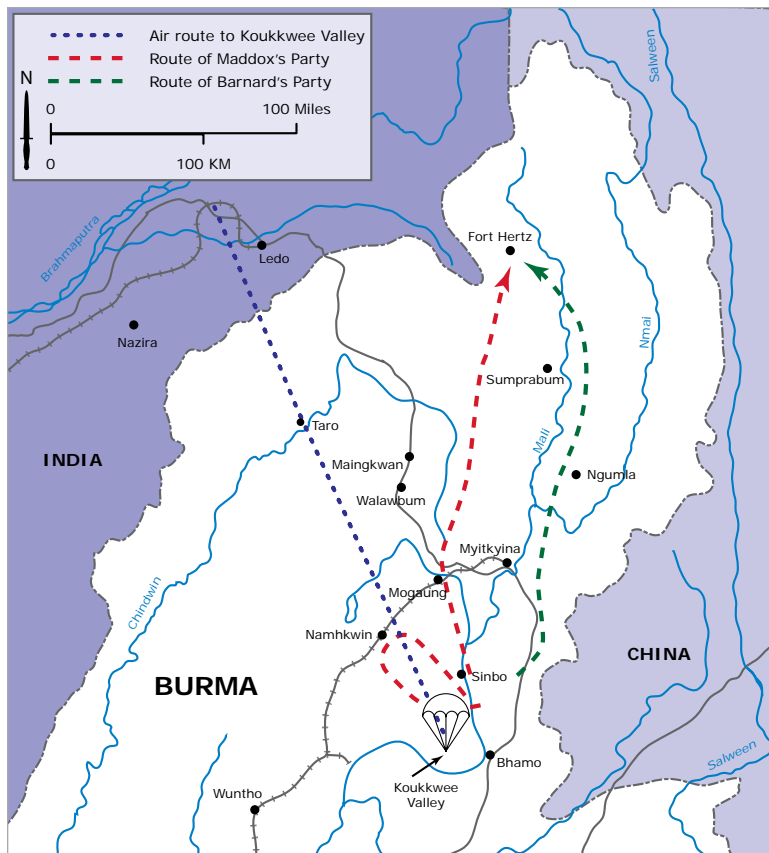 Air route to Koukkwee Valley
Route of Maddox's Party
Route of Barnard's Party
N
0
100 Miles
0
100 KM
Salween
Brahmaputra
Ledo
Fort Hertz
Nazira
Nmai
Sumprabum
Taro
INDIA
Maingkwan
Mali
Walawbum
Ngumla
Myitkyina
Mogaung
Chindwin
Namhkwin
CHINA
Sinbo
BURMA
Bhamo
Salween
Koukkwee
Valley
Wuntho